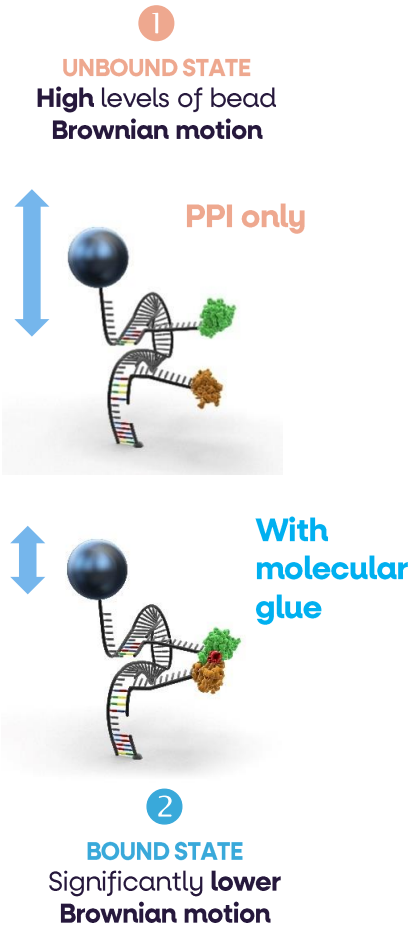 1
UNBOUND STATE
High levels of bead
Brownian motion
PPI only
With
molecular
glue
2
BOUND STATE
Significantly lower
Brownian motion